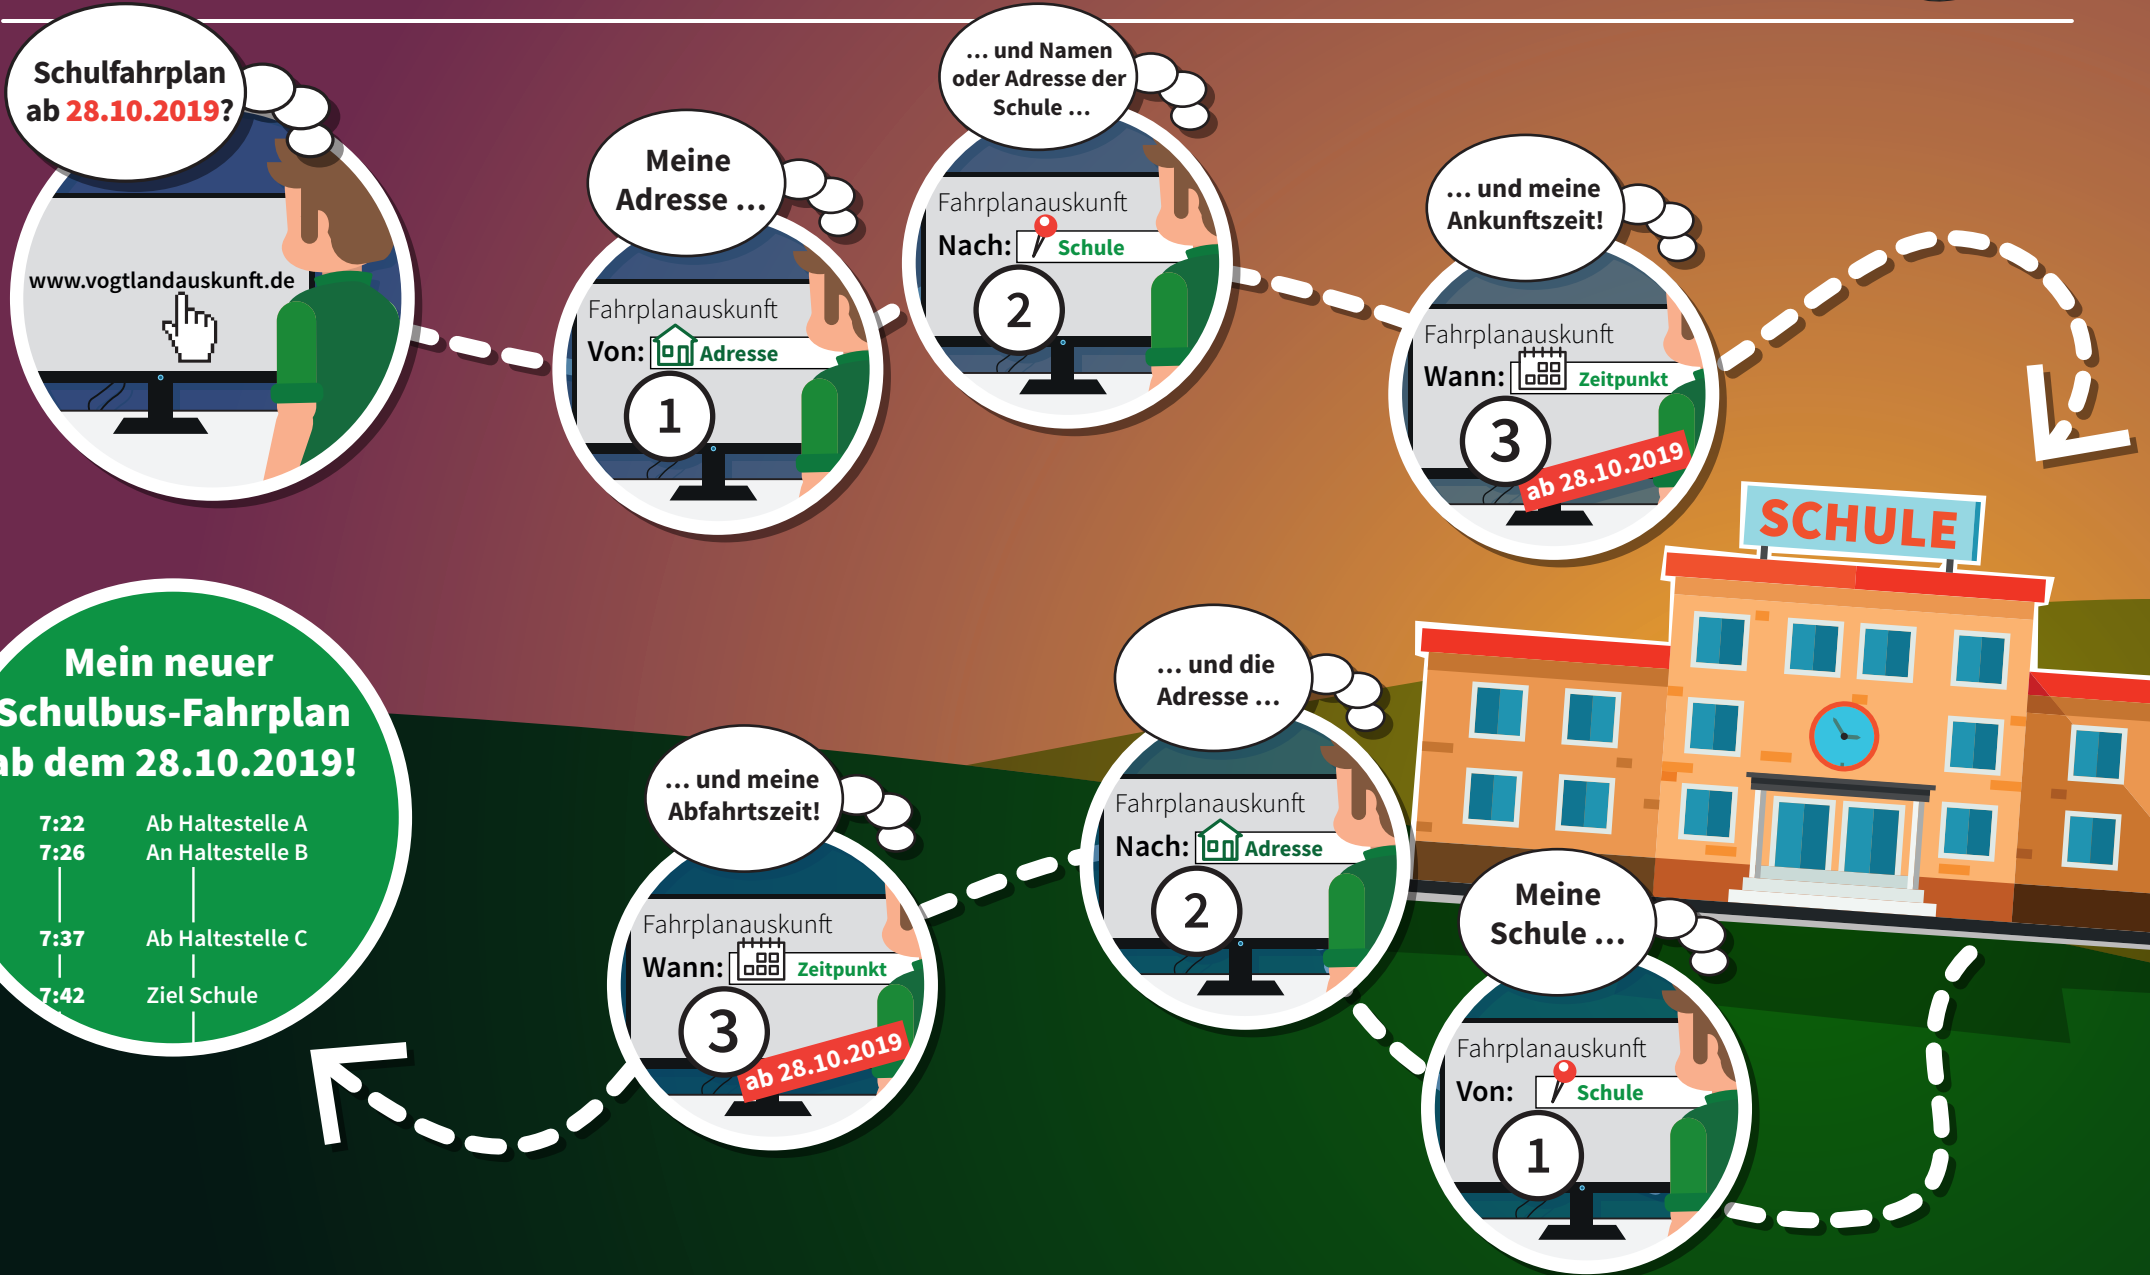 Schulfahrplan
ab 28.10.2019?
www.vogtlandauskunft.de
Meine
Adresse ...
Fahrplanauskunft
Von: Adresse
1
... und Namen
oder Adresse der
Schule ...
Fahrplanauskunft
Nach: Schule
2
... und meine
Ankunftszeit!
Fahrplanauskunft
Wann: Zeitpunkt
3
ab 28.10.2019
SCHULE
Meine
Schule ...
Fahrplanauskunft
Von: Schule
1
... und die
Adresse ...
Fahrplanauskunft
Nach: Adresse
2
... und meine
Abfahrtszeit!
Fahrplanauskunft
Wann: Zeitpunkt
3
ab 28.10.2019
Mein neuer
Schulbus-Fahrplan
ab dem 28.10.2019!
7:22 Ab Haltestelle A
7:26 An Haltestelle B
7:37 Ab Haltestelle C
7:42 Ziel Schule